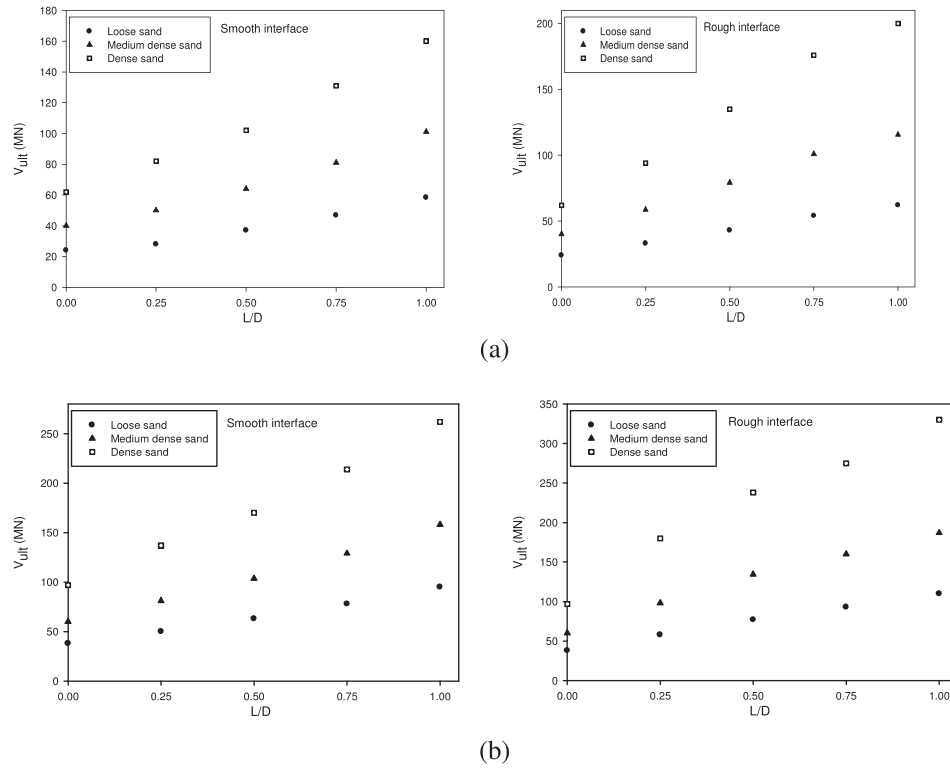 Smooth interface
Loose sand
Medium dense sand
Dense sand
180
160
140
120
100
80
60
40
20
0
Vult (MN)
0.00 0.25 0.50 0.75 1.00
L/D
Rough interface
Loose sand
Medium dense sand
Dense sand
200
150
100
50
0
Vult (MN)
0.00 0.25 0.50 0.75 1.00
L/D
(a)
Smooth interface
Loose sand
Medium dense sand
Dense sand
250
200
150
100
50
0
Vult (MN)
0.00 0.25 0.50 0.75 1.00
L/D
Rough interface
Loose sand
Medium dense sand
Dense sand
350
300
250
200
150
100
50
0
Vult (MN)
0.00 0.25 0.50 0.75 1.00
L/D
(b)